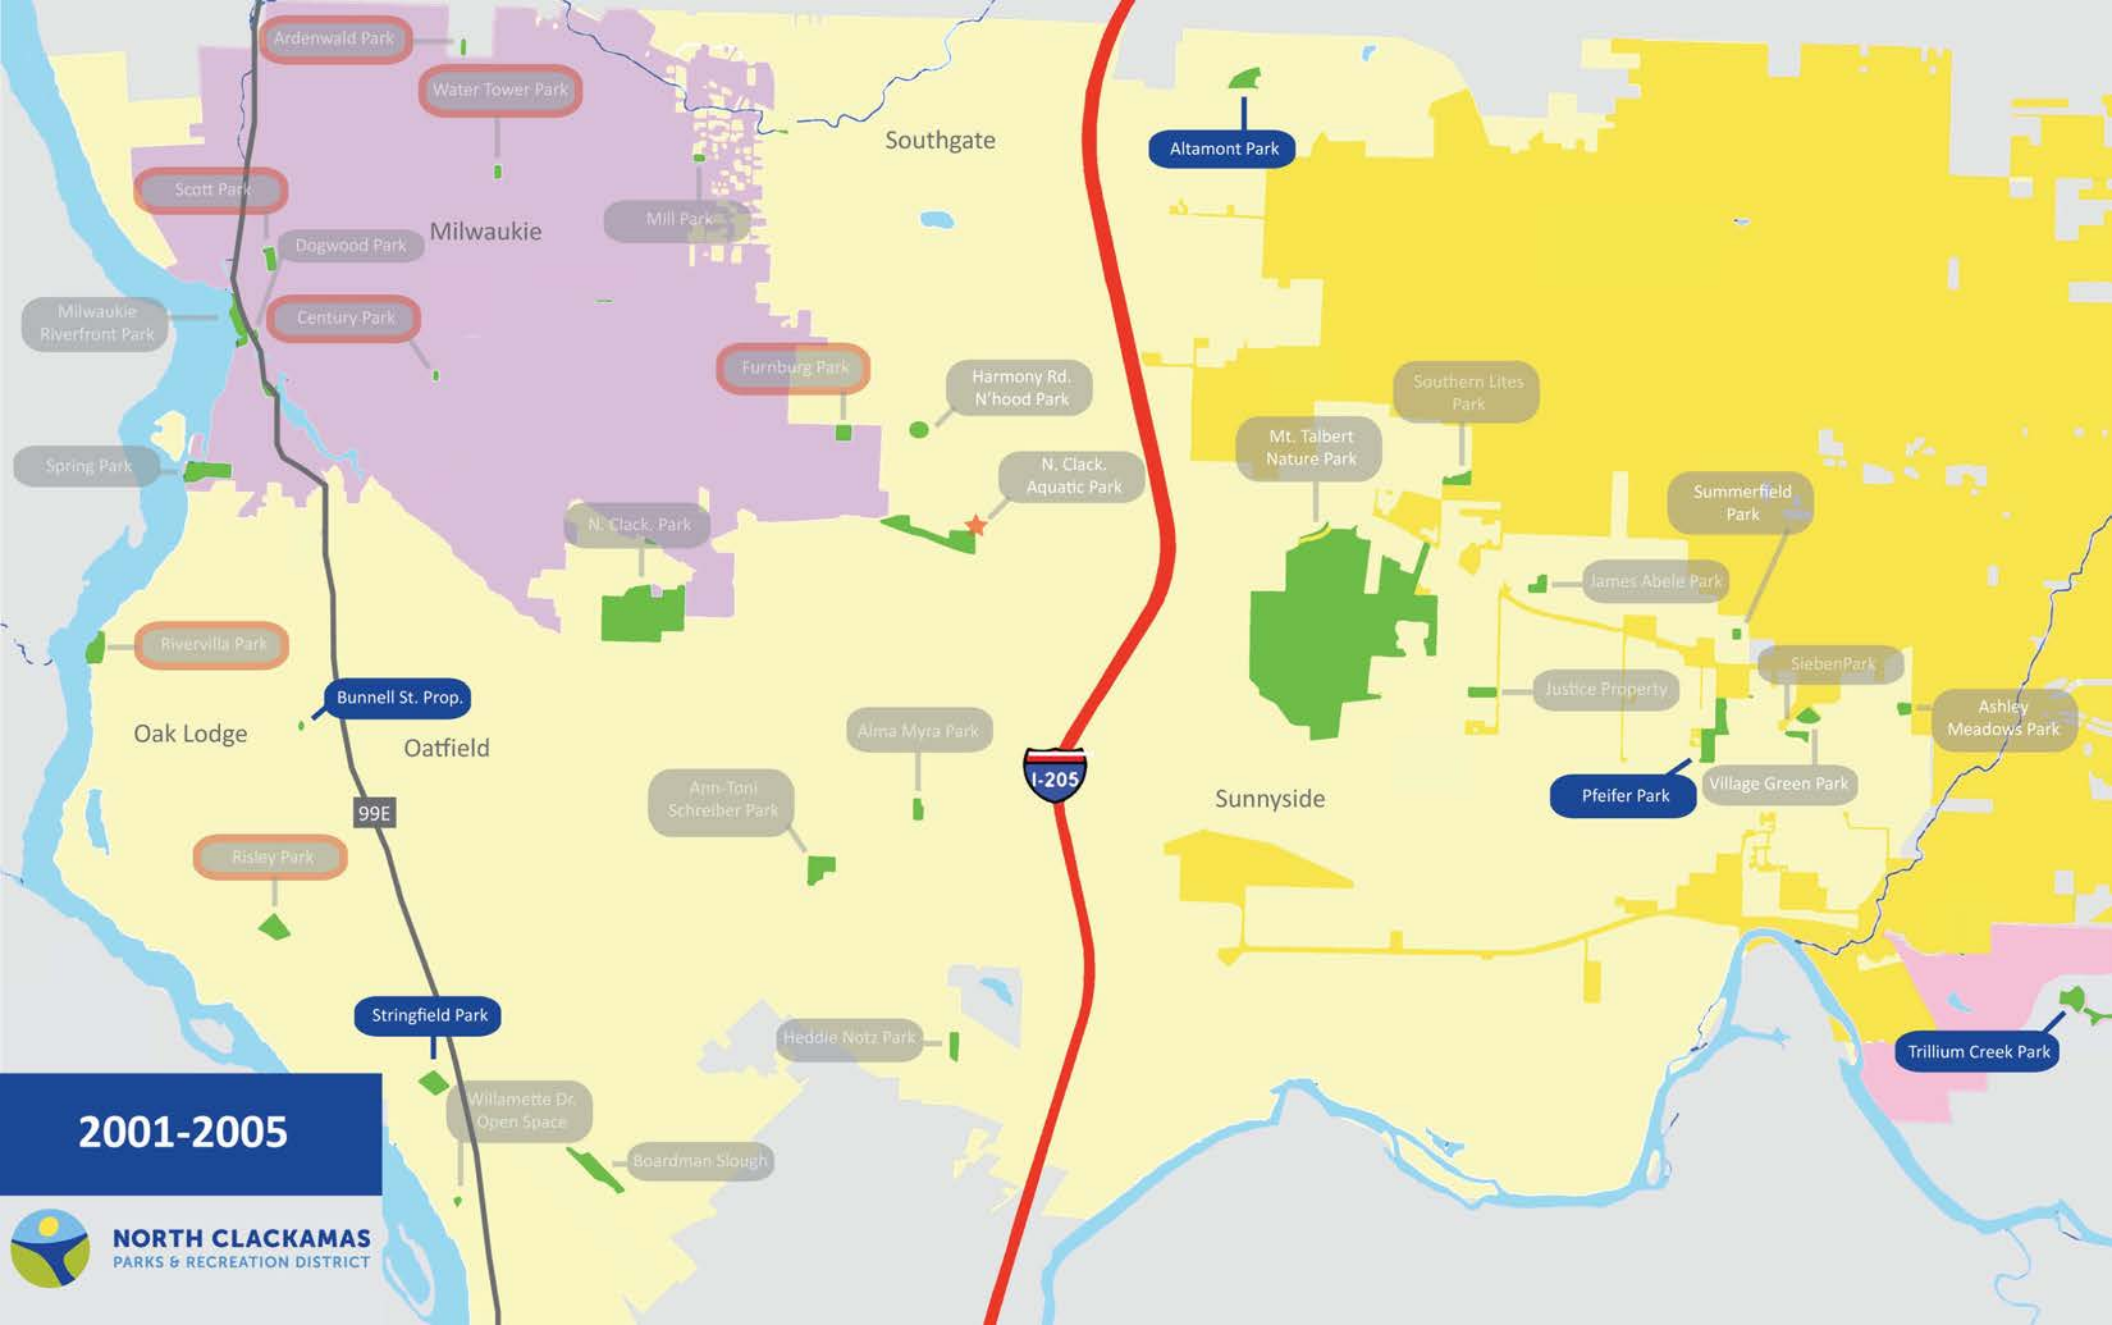 Ardenwald Park
Water Tower Park
Southgate
Altamont Park
Scott Park
Mill Park
Milwaukie
Dogwood Park
Milwaukie
Riverfront Park
Century Park
Furnburg Park
Harmony Rd.
N'hood Park
Southern Lites
Park
Mt. Talbert
Nature Park
Spring Park
N. Clack.
Aquatic Park
Summerfield
Park
N. Clack. Park
James Abele Park
Rivervilla Park
SiebenPark
Justice Property
Bunnell St. Prop.
Ashley
Meadows Park
Oak Lodge
Oatfield
Alma Myra Park
I-205
Village Green Park
Pfeifer Park
Ann-Toni
Schreiber Park
Sunnyside
99E
Risley Park
Stringfield Park
Heddie Notz Park
Trillium Creek Park
Willamette Dr.
Open Space
Boardman Slough
2001-2005
NORTH CLACKAMAS
PARKS & RECREATION DISTRICT